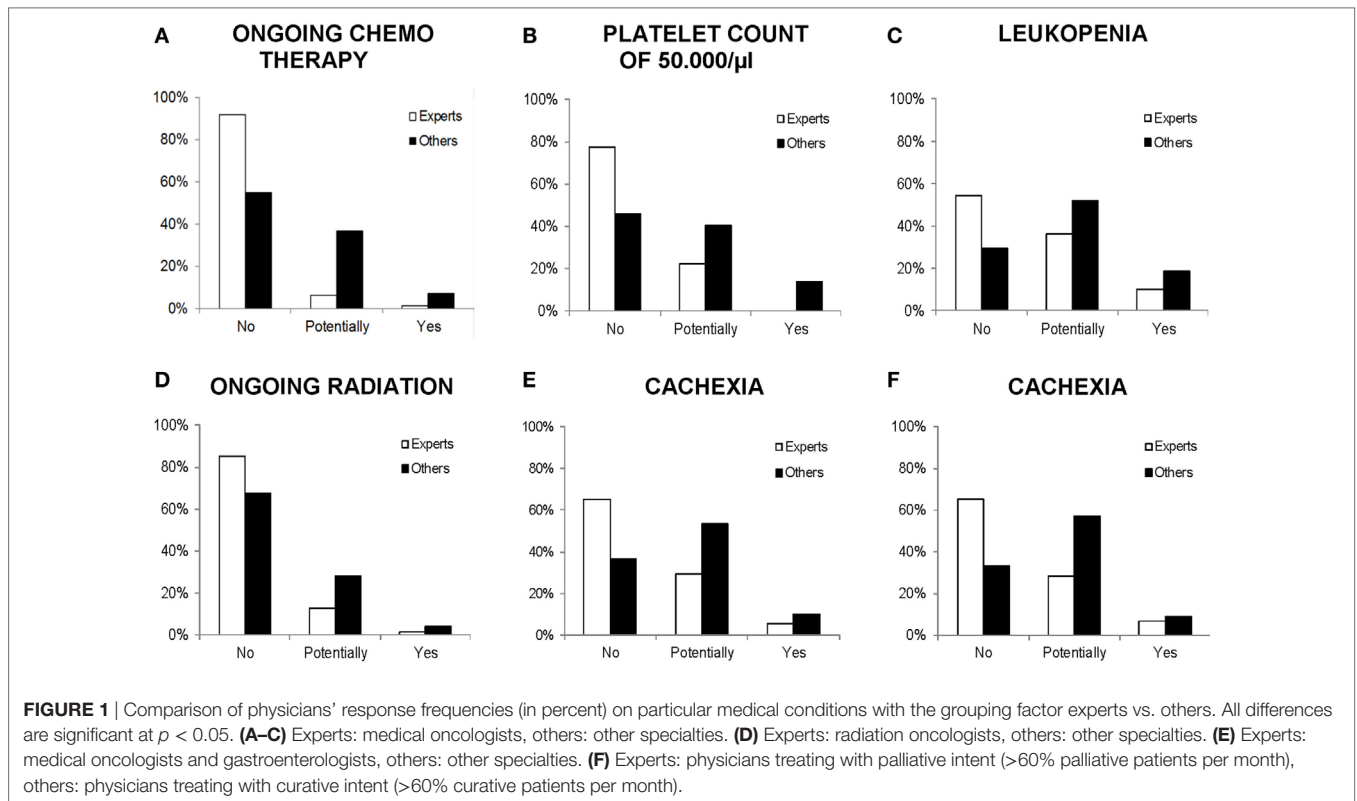 A ONGOING CHEMO THERAPY
100%
80%
60%
40%
20%
0%
Experts
Others
No Potentially Yes
B PLATELET COUNT OF 50.000/µl
100%
80%
60%
40%
20%
0%
Experts
Others
No Potentially Yes
C LEUKOPENIA
100%
80%
60%
40%
20%
0%
Experts
Others
No Potentially Yes
D ONGOING RADIATION
100%
80%
60%
40%
20%
0%
Experts
Others
No Potentially Yes
E CACHEXIA
100%
80%
60%
40%
20%
0%
Experts
Others
No Potentially Yes
F CACHEXIA
100%
80%
60%
40%
20%
0%
Experts
Others
No Potentially Yes
FIGURE 1 | Comparison of physicians’ response frequencies (in percent) on particular medical conditions with the grouping factor experts vs. others. All differences
are significant at p < 0.05. (A–C) Experts: medical oncologists, others: other specialties. (D) Experts: radiation oncologists, others: other specialties. (E) Experts:
medical oncologists and gastroenterologists, others: other specialties. (F) Experts: physicians treating with palliative intent (>60% palliative patients per month),
others: physicians treating with curative intent (>60% curative patients per month).